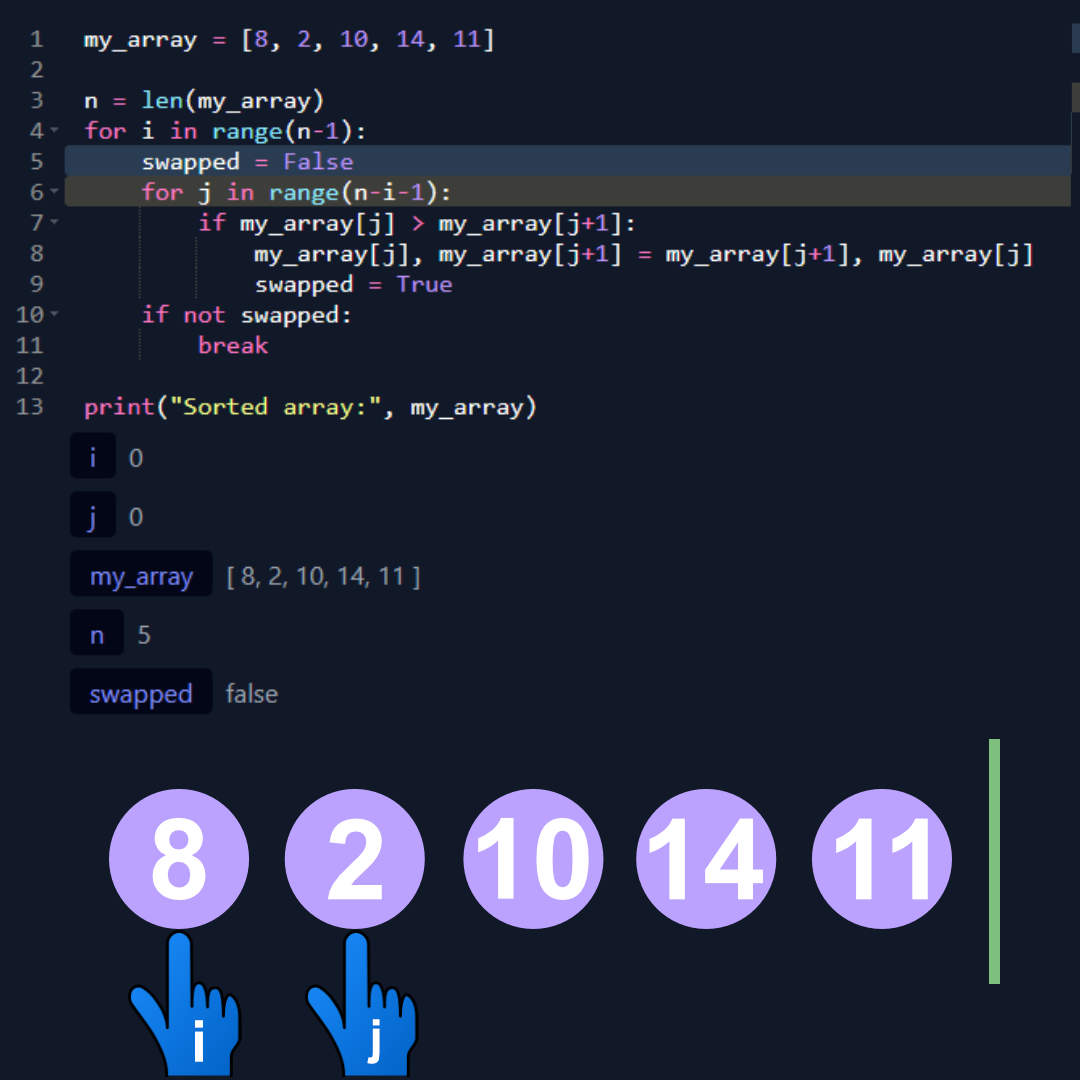 1 my_array = [8, 2, 10, 14, 11]
2
3 n = len(my_array)
4 for i in range(n-1):
5     swapped = False
6     for j in range(n-i-1):
7         if my_array[j] > my_array[j+1]:
8             my_array[j], my_array[j+1] = my_array[j+1], my_array[j]
9             swapped = True
10     if not swapped:
11         break
12
13 print("Sorted array:", my_array)
i 0
j 0
my_array [ 8, 2, 10, 14, 11 ]
n 5
swapped false
8 2 10 14 11
i j